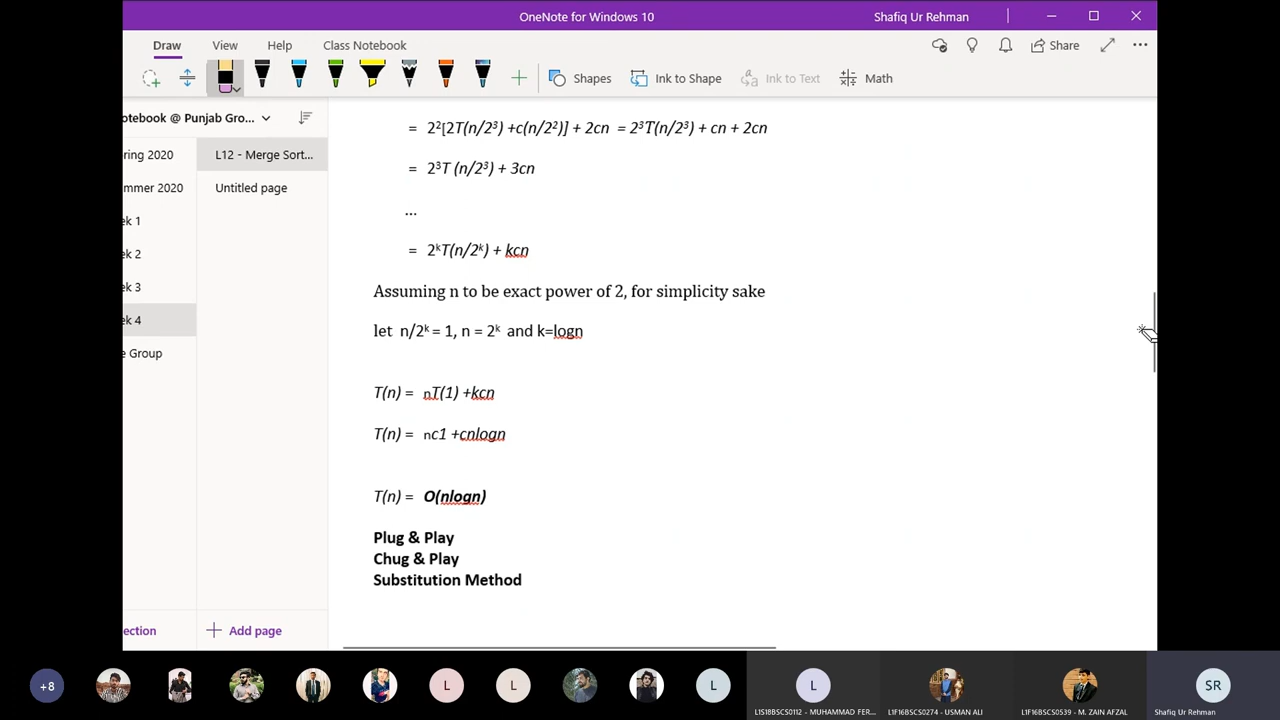 OneNote for Windows 10
Shafiq Ur Rehman
Draw View Help Class Notebook
Share
Shapes Ink to Shape Ink to Text Math
otebook @ Punjab Gro...
ring 2020
mmer 2020
ek 1
ek 2
ek 3
ek 4
e Group
ection
L12 - Merge Sort...
Untitled page
Add page
= 2²[2T(n/2³) +c(n/2²)] + 2cn = 2³T(n/2³) + cn + 2cn
= 2³T (n/2³) + 3cn
...
= 2ᵏT(n/2ᵏ) + kcn
Assuming n to be exact power of 2, for simplicity sake
let n/2ᵏ = 1, n = 2ᵏ and k=logn
T(n) = nT(1) +kcn
T(n) = nc1 +cnlogn
T(n) = O(nlogn)
Plug & Play
Chug & Play
Substitution Method
+8 L L L L SR
L1S18BSCS0112 - MUHAMMAD FER... L1F16BSCS0274 - USMAN ALI L1F16BSCS0539 - M. ZAIN AFZAL Shafiq Ur Rehman